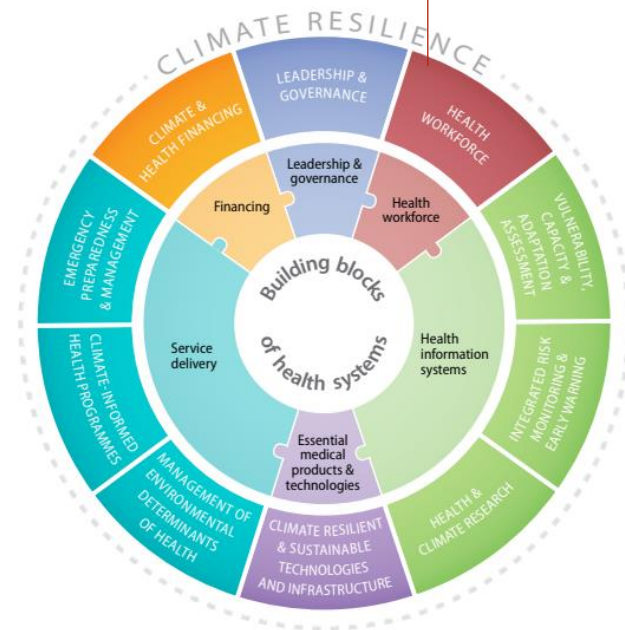 CLIMATE RESILIENCE
LEADERSHIP &
GOVERNANCE
HEALTH
WORKFORCE
VULNERABILITY,
CAPACITY &
ADAPTATION
ASSESSMENT
INTEGRATED RISK
MONITORING &
EARLY WARNING
HEALTH &
CLIMATE RESEARCH
CLIMATE RESILIENT
& SUSTAINABLE
TECHNOLOGIES
AND INFRASTRUCTURE
MANAGEMENT OF
ENVIRONMENTAL
DETERMINANTS
OF HEALTH
CLIMATE-INFORMED
HEALTH PROGRAMMES
EMERGENCY
PREPAREDNESS
& MANAGEMENT
CLIMATE &
HEALTH FINANCING
Leadership &
governance
Health
workforce
Health
information
systems
Essential
medical
products &
technologies
Service
delivery
Financing
Building blocks
of health systems